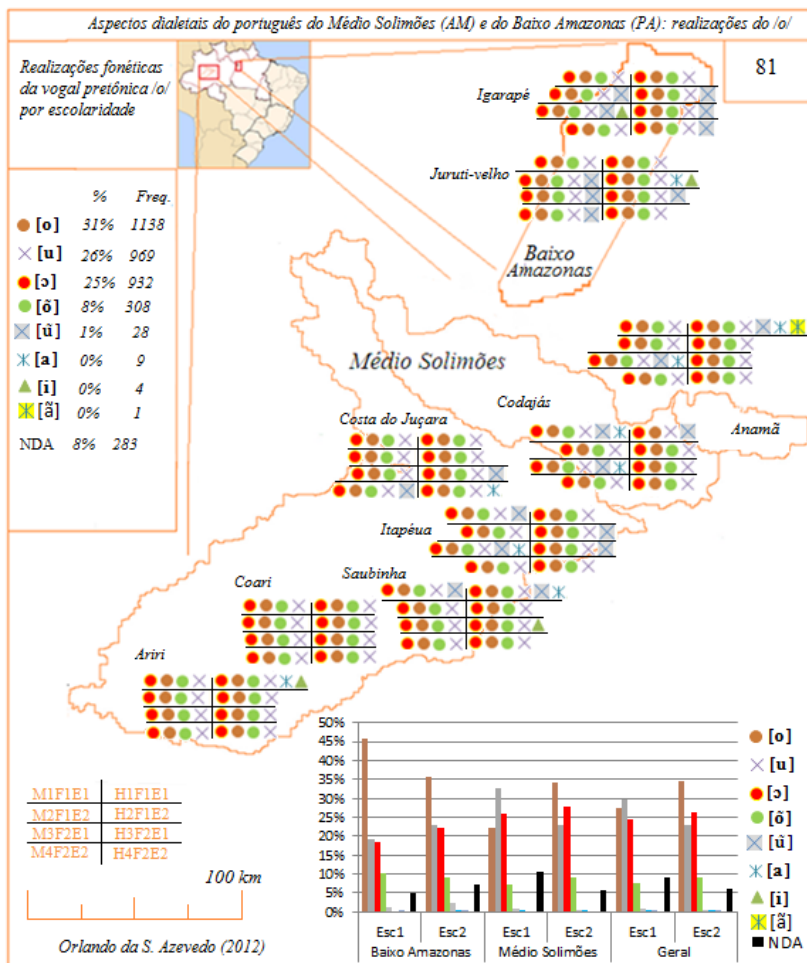 Aspectos dialetais do português do Médio Solimões (AM) e do Baixo Amazonas (PA): realizações do /o/
Realizações fonéticas
da vogal pretônica /o/
por escolaridade
81
Igarapé
Juruti-velho
Baixo
Amazonas
% Freq.
[o] 31% 1138
[u] 26% 969
[ɔ] 25% 932
[õ] 8% 308
[ũ] 1% 28
[a] 0% 9
[i] 0% 4
[ã] 0% 1
NDA 8% 283
Médio Solimões
Codajás
Anamã
Costa do Juçara
Itapéua
Saubinha
Coari
Ariri
M1F1E1 H1F1E1
M2F1E2 H2F1E2
M3F2E1 H3F2E1
M4F2E2 H4F2E2
100 km
Orlando da S. Azevedo (2012)
50%
45%
40%
35%
30%
25%
20%
15%
10%
5%
0%
Esc1 Esc2 Esc1 Esc2 Esc1 Esc2
Baixo Amazonas Médio Solimões Geral
[o]
[u]
[ɔ]
[õ]
[ũ]
[a]
[i]
[ã]
NDA